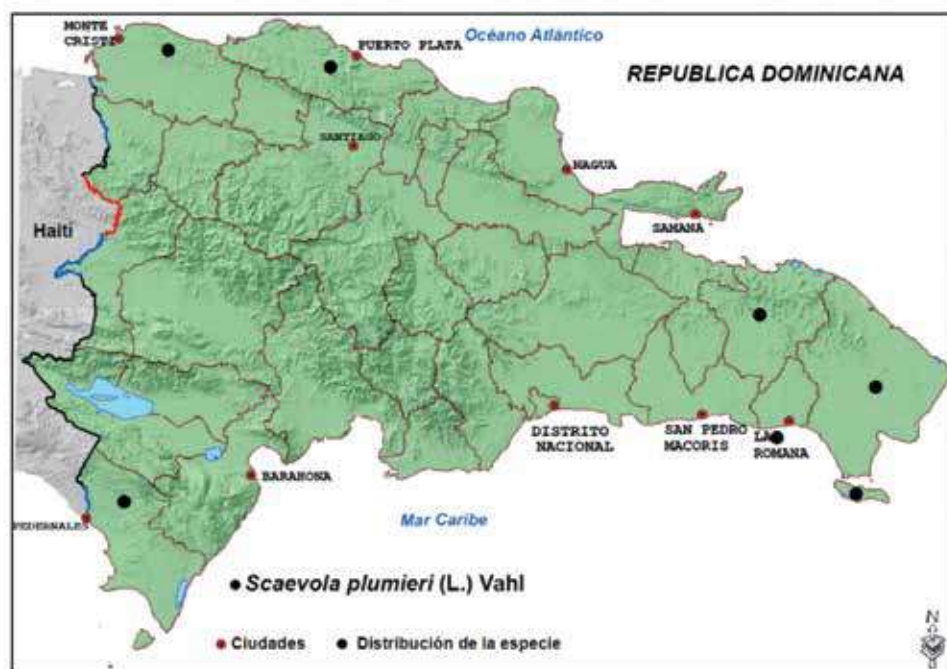 MONTE
CRISTI
PUERTO PLATA
Océano Atlántico
REPUBLICA DOMINICANA
SANTIAGO
NAGUA
SAMANA
Haití
DISTRITO
NACIONAL
SAN PEDRO
MACORIS
LA
ROMANA
BARAHONA
PEDERNALES
Mar Caribe
Scaevola plumieri (L.) Vahl
Ciudades
Distribución de la especie
N